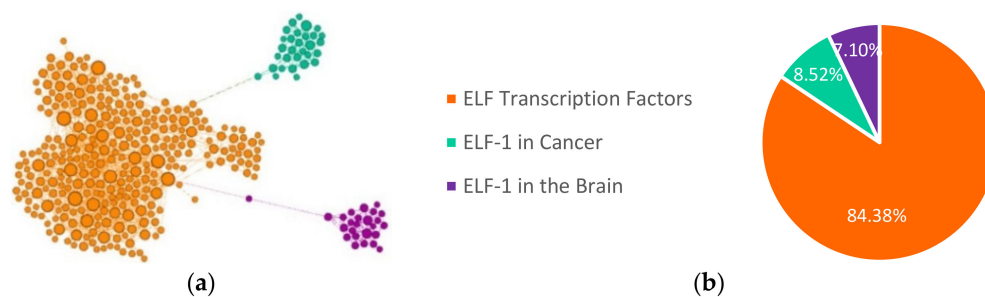 ELF Transcription Factors
ELF-1 in Cancer
ELF-1 in the Brain
7.10%
8.52%
84.38%
(a)
(b)